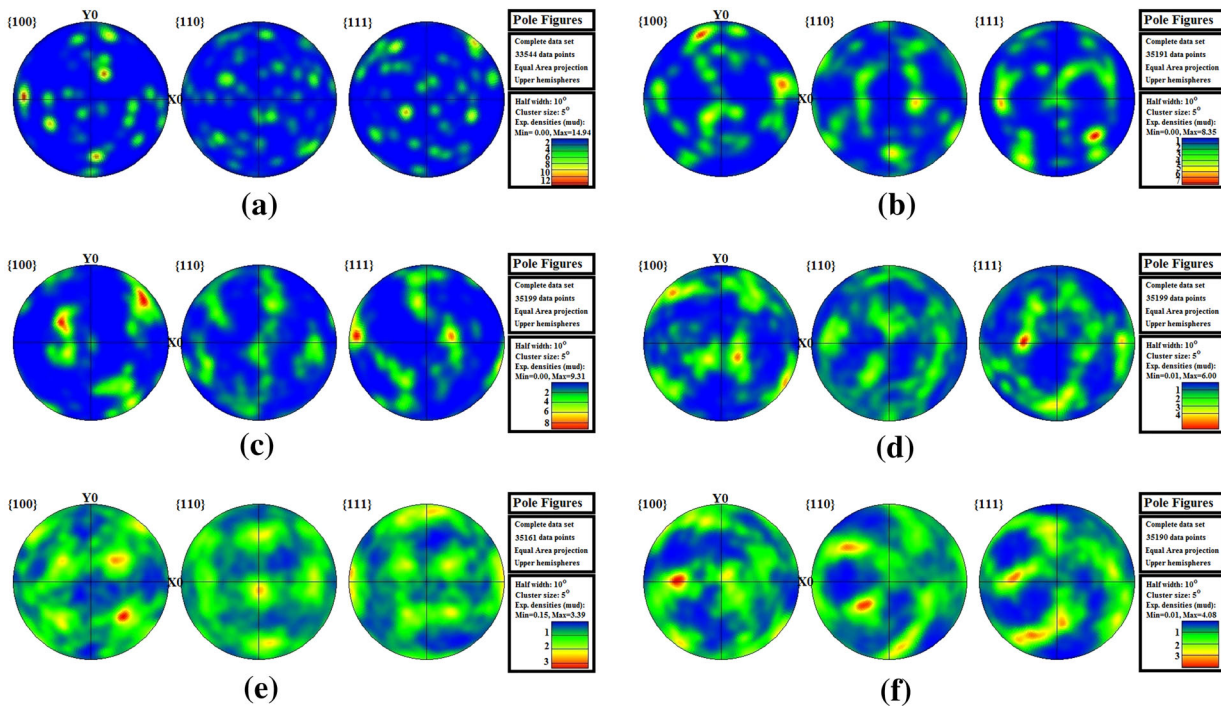 {100} Y0 {110} {111} X0
Pole Figures
Complete data set
33544 data points
Equal Area projection
Upper hemispheres
Half width: 10°
Cluster size: 5°
Exp. densities (mud):
Min= 0.00, Max=14.94
2
4
6
8
10
12
(a)
{100} Y0 {110} {111} X0
Pole Figures
Complete data set
35191 data points
Equal Area projection
Upper hemispheres
Half width: 10°
Cluster size: 5°
Exp. densities (mud):
Min=0.00, Max=8.35
1
2
3
4
5
6
7
(b)
{100} Y0 {110} {111} X0
Pole Figures
Complete data set
35199 data points
Equal Area projection
Upper hemispheres
Half width: 10°
Cluster size: 5°
Exp. densities (mud):
Min=0.00, Max=9.31
2
4
6
8
(c)
{100} Y0 {110} {111} X0
Pole Figures
Complete data set
35199 data points
Equal Area projection
Upper hemispheres
Half width: 10°
Cluster size: 5°
Exp. densities (mud):
Min=0.01, Max=6.00
1
2
3
4
(d)
{100} Y0 {110} {111} X0
Pole Figures
Complete data set
35161 data points
Equal Area projection
Upper hemispheres
Half width: 10°
Cluster size: 5°
Exp. densities (mud):
Min=0.15, Max=3.39
1
2
3
(e)
{100} Y0 {110} {111} X0
Pole Figures
Complete data set
35190 data points
Equal Area projection
Upper hemispheres
Half width: 10°
Cluster size: 5°
Exp. densities (mud):
Min=0.01, Max=4.08
1
2
3
(f)